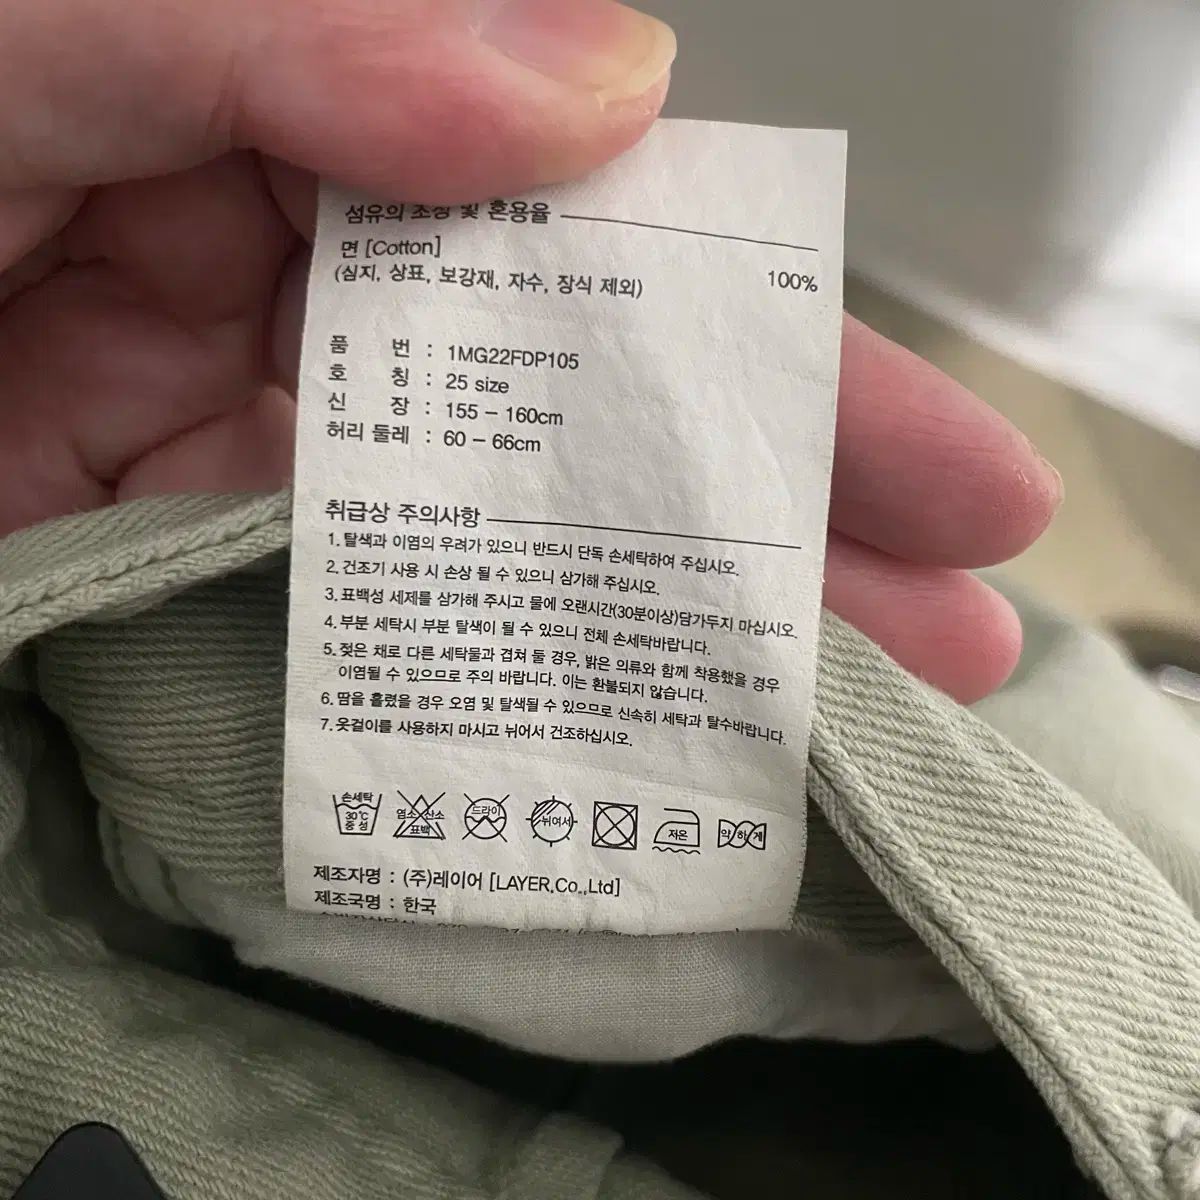 섬유의 조성 및 혼용율
면 [Cotton] 100%
(심지, 상표, 보강재, 자수, 장식 제외)
품 번 : 1MG22FDP105
호 칭 : 25 size
신 장 : 155 - 160cm
허리 둘레 : 60 - 66cm
취급상 주의사항
1. 탈색과 이염의 우려가 있으니 반드시 단독 손세탁하여 주십시오.
2. 건조기 사용 시 손상 될 수 있으니 삼가해 주십시오.
3. 표백성 세제를 삼가해 주시고 물에 오랜시간(30분이상)담가두지 마십시오.
4. 부분 세탁시 부분 탈색이 될 수 있으니 전체 손세탁바랍니다.
5. 젖은 채로 다른 세탁물과 겹쳐 둘 경우, 밝은 의류와 함께 착용했을 경우
이염될 수 있으므로 주의 바랍니다. 이는 환불되지 않습니다.
6. 땀을 흘렸을 경우 오염 및 탈색될 수 있으므로 신속히 세탁과 탈수바랍니다.
7. 옷걸이를 사용하지 마시고 뉘어서 건조하십시오.
손세탁 30℃ 중성
염소 산소 표백
드라이
뉘여서
저온
약하게
제조자명 : (주)레이어 [LAYER.Co.,Ltd]
제조국명 : 한국